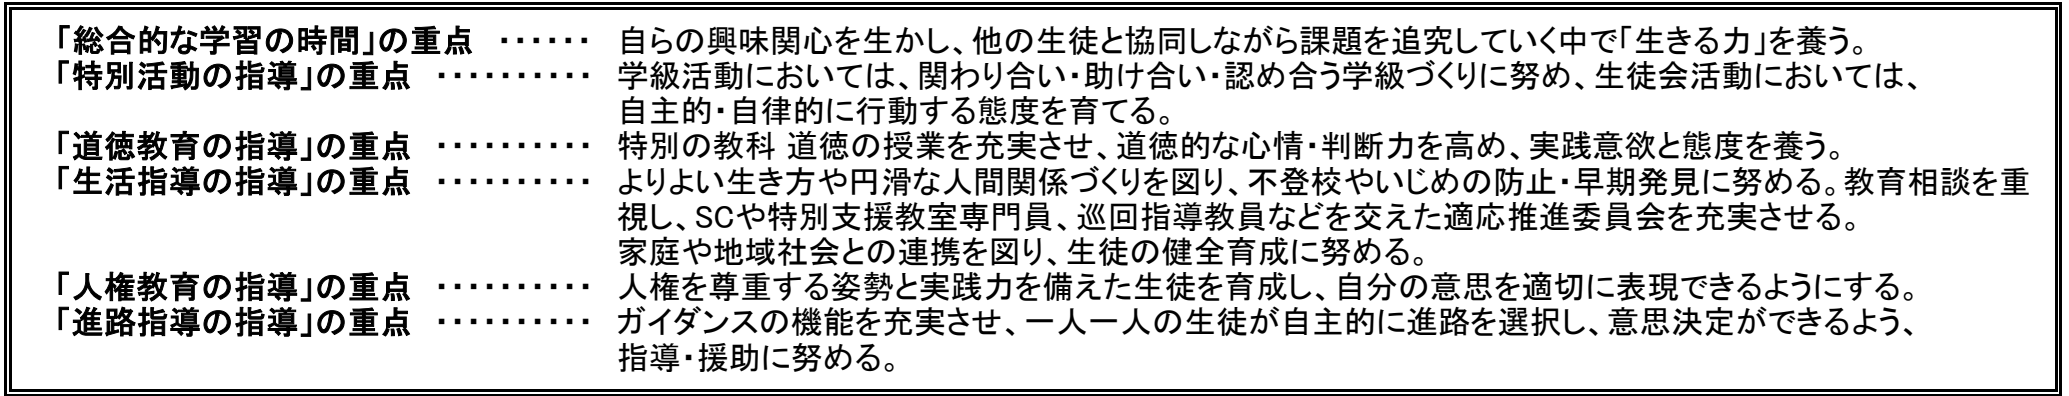 「総合的な学習の時間」の重点 ‥‥‥ 自らの興味関心を生かし、他の生徒と協同しながら課題を追究していく中で「生きる力」を養う。
「特別活動の指導」の重点 ‥‥‥‥‥ 学級活動においては、関わり合い・助け合い・認め合う学級づくりに努め、生徒会活動においては、
自主的・自律的に行動する態度を育てる。
「道徳教育の指導」の重点 ‥‥‥‥‥ 特別の教科 道徳の授業を充実させ、道徳的な心情・判断力を高め、実践意欲と態度を養う。
「生活指導の指導」の重点 ‥‥‥‥‥ よりよい生き方や円滑な人間関係づくりを図り、不登校やいじめの防止・早期発見に努める。教育相談を重
視し、SCや特別支援教室専門員、巡回指導教員などを交えた適応推進委員会を充実させる。
家庭や地域社会との連携を図り、生徒の健全育成に努める。
「人権教育の指導」の重点 ‥‥‥‥‥ 人権を尊重する姿勢と実践力を備えた生徒を育成し、自分の意思を適切に表現できるようにする。
「進路指導の指導」の重点 ‥‥‥‥‥ ガイダンスの機能を充実させ、一人一人の生徒が自主的に進路を選択し、意思決定ができるよう、
指導・援助に努める。